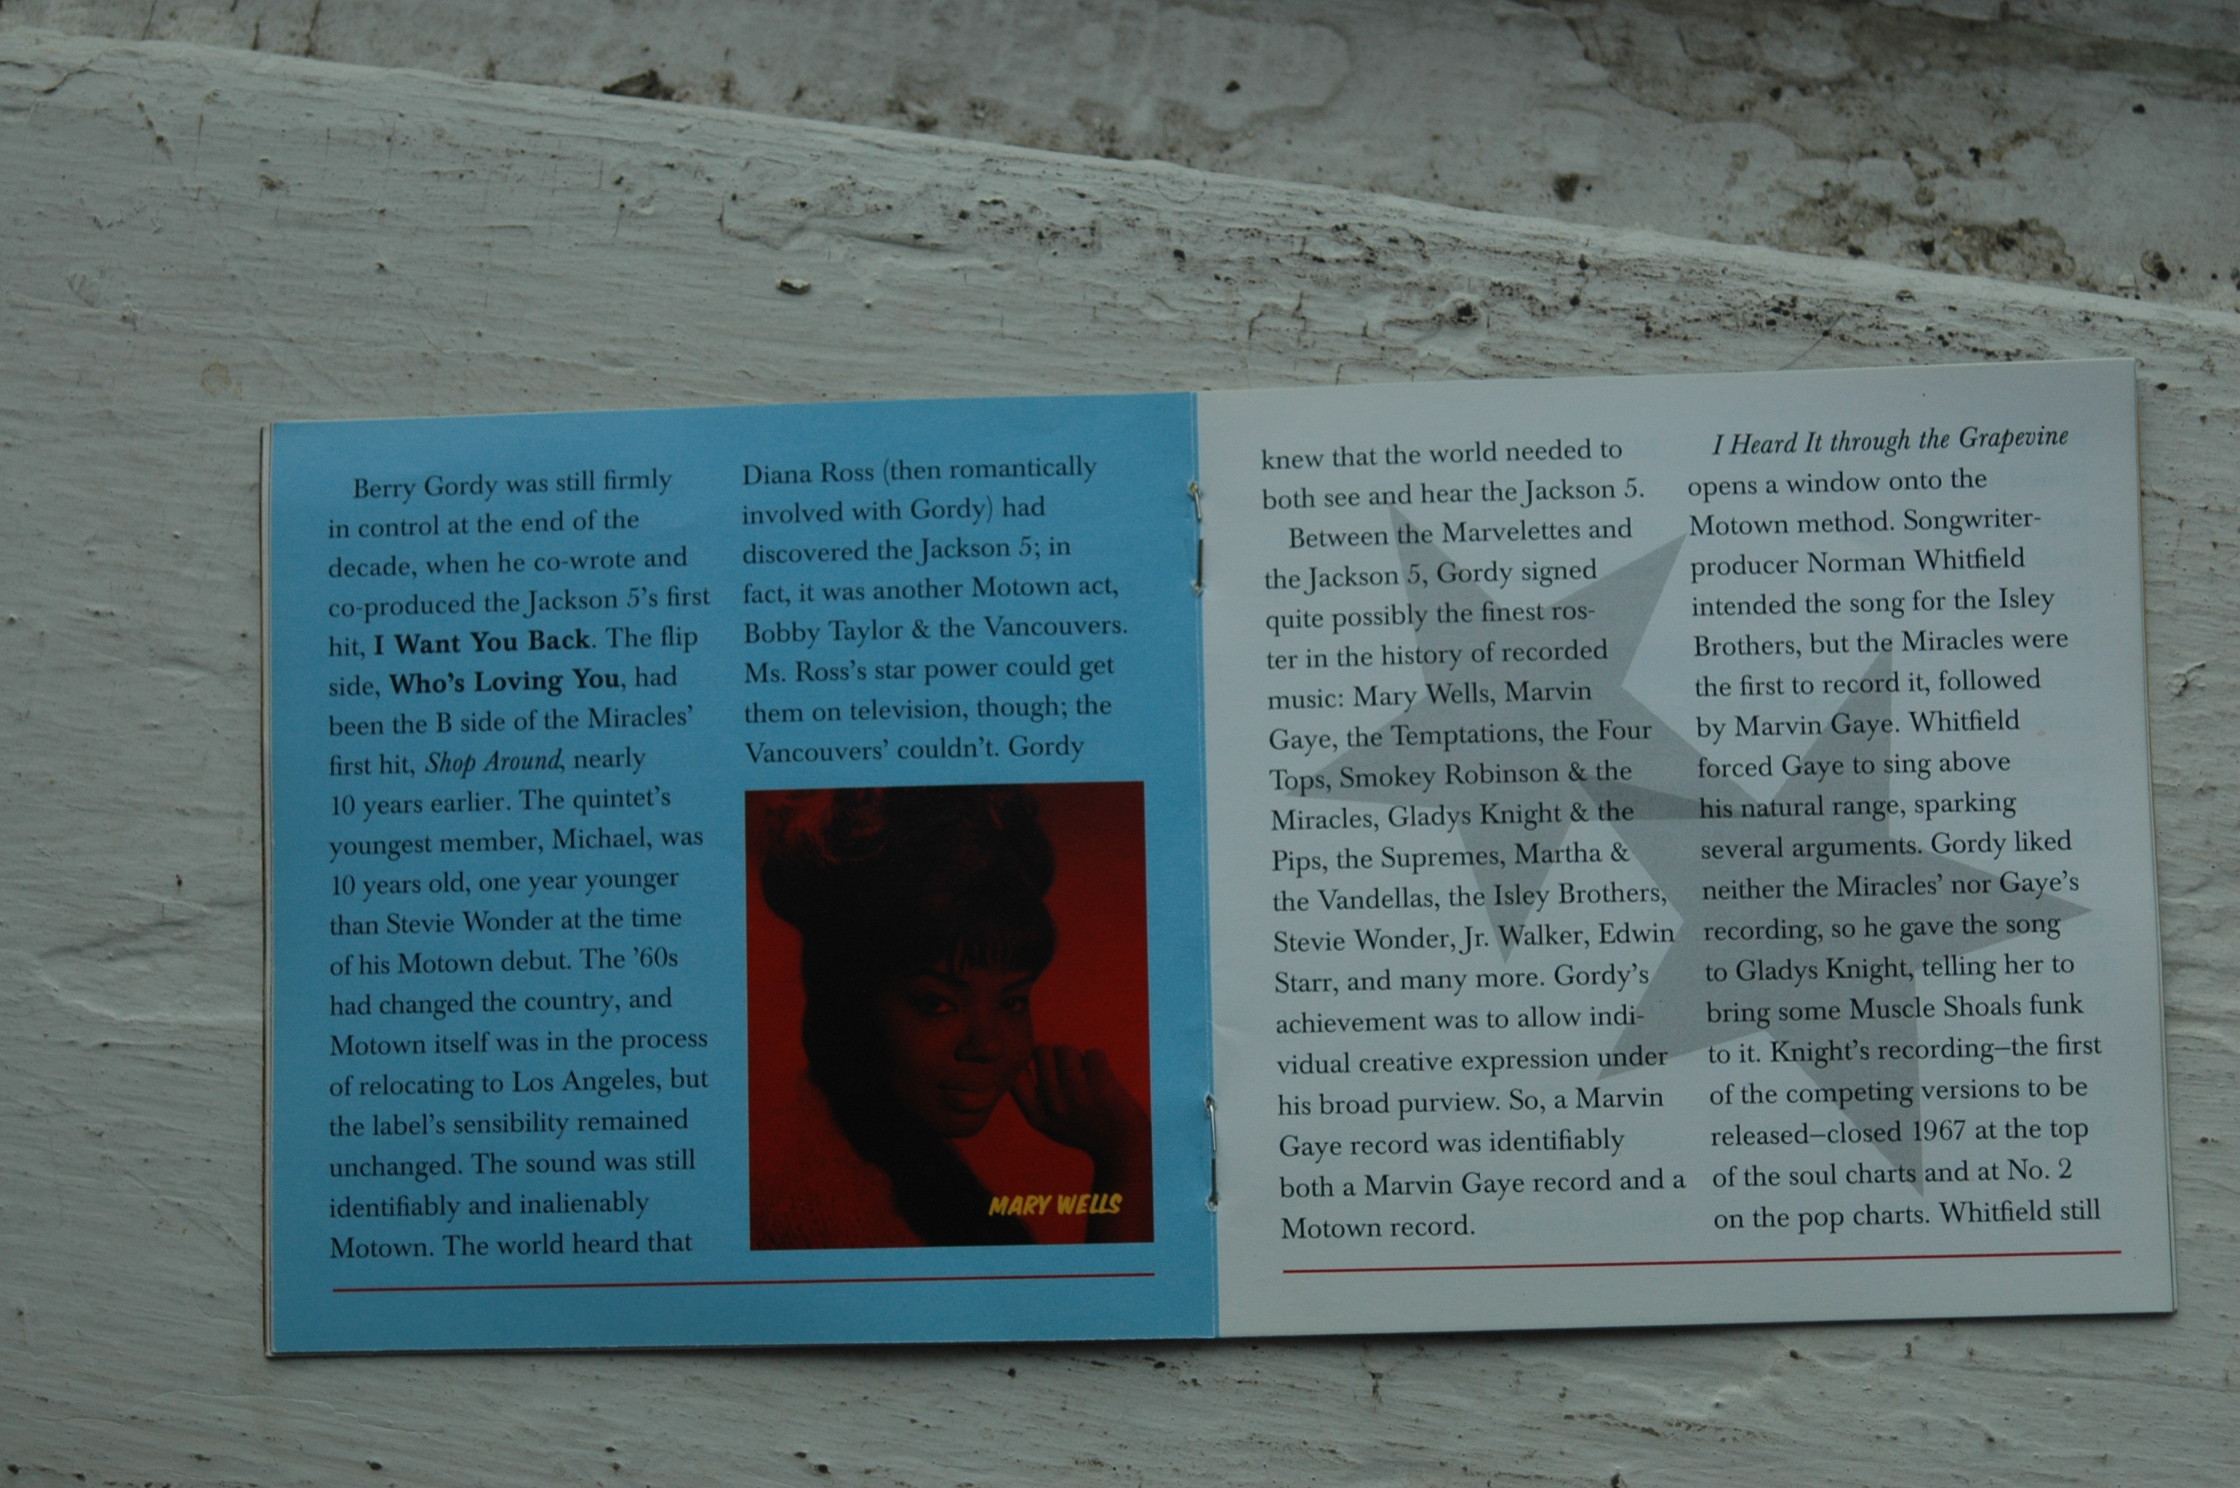 Berry Gordy was still firmly
in control at the end of the
decade, when he co-wrote and
co-produced the Jackson 5's first
hit, I Want You Back. The flip
side, Who's Loving You, had
been the B side of the Miracles'
first hit, Shop Around, nearly
10 years earlier. The quintet's
youngest member, Michael, was
10 years old, one year younger
than Stevie Wonder at the time
of his Motown debut. The '60s
had changed the country, and
Motown itself was in the process
of relocating to Los Angeles, but
the label's sensibility remained
unchanged. The sound was still
identifiably and inalienably
Motown. The world heard that
Diana Ross (then romantically
involved with Gordy) had
discovered the Jackson 5; in
fact, it was another Motown act,
Bobby Taylor & the Vancouvers.
Ms. Ross's star power could get
them on television, though; the
Vancouvers' couldn't. Gordy
MARY WELLS
knew that the world needed to
both see and hear the Jackson 5.
Between the Marvelettes and
the Jackson 5, Gordy signed
quite possibly the finest ros-
ter in the history of recorded
music: Mary Wells, Marvin
Gaye, the Temptations, the Four
Tops, Smokey Robinson & the
Miracles, Gladys Knight & the
Pips, the Supremes, Martha &
the Vandellas, the Isley Brothers,
Stevie Wonder, Jr. Walker, Edwin
Starr, and many more. Gordy's
achievement was to allow indi-
vidual creative expression under
his broad purview. So, a Marvin
Gaye record was identifiably
both a Marvin Gaye record and a
Motown record.
I Heard It through the Grapevine
opens a window onto the
Motown method. Songwriter-
producer Norman Whitfield
intended the song for the Isley
Brothers, but the Miracles were
the first to record it, followed
by Marvin Gaye. Whitfield
forced Gaye to sing above
his natural range, sparking
several arguments. Gordy liked
neither the Miracles' nor Gaye's
recording, so he gave the song
to Gladys Knight, telling her to
bring some Muscle Shoals funk
to it. Knight's recording—the first
of the competing versions to be
released—closed 1967 at the top
of the soul charts and at No. 2
on the pop charts. Whitfield still